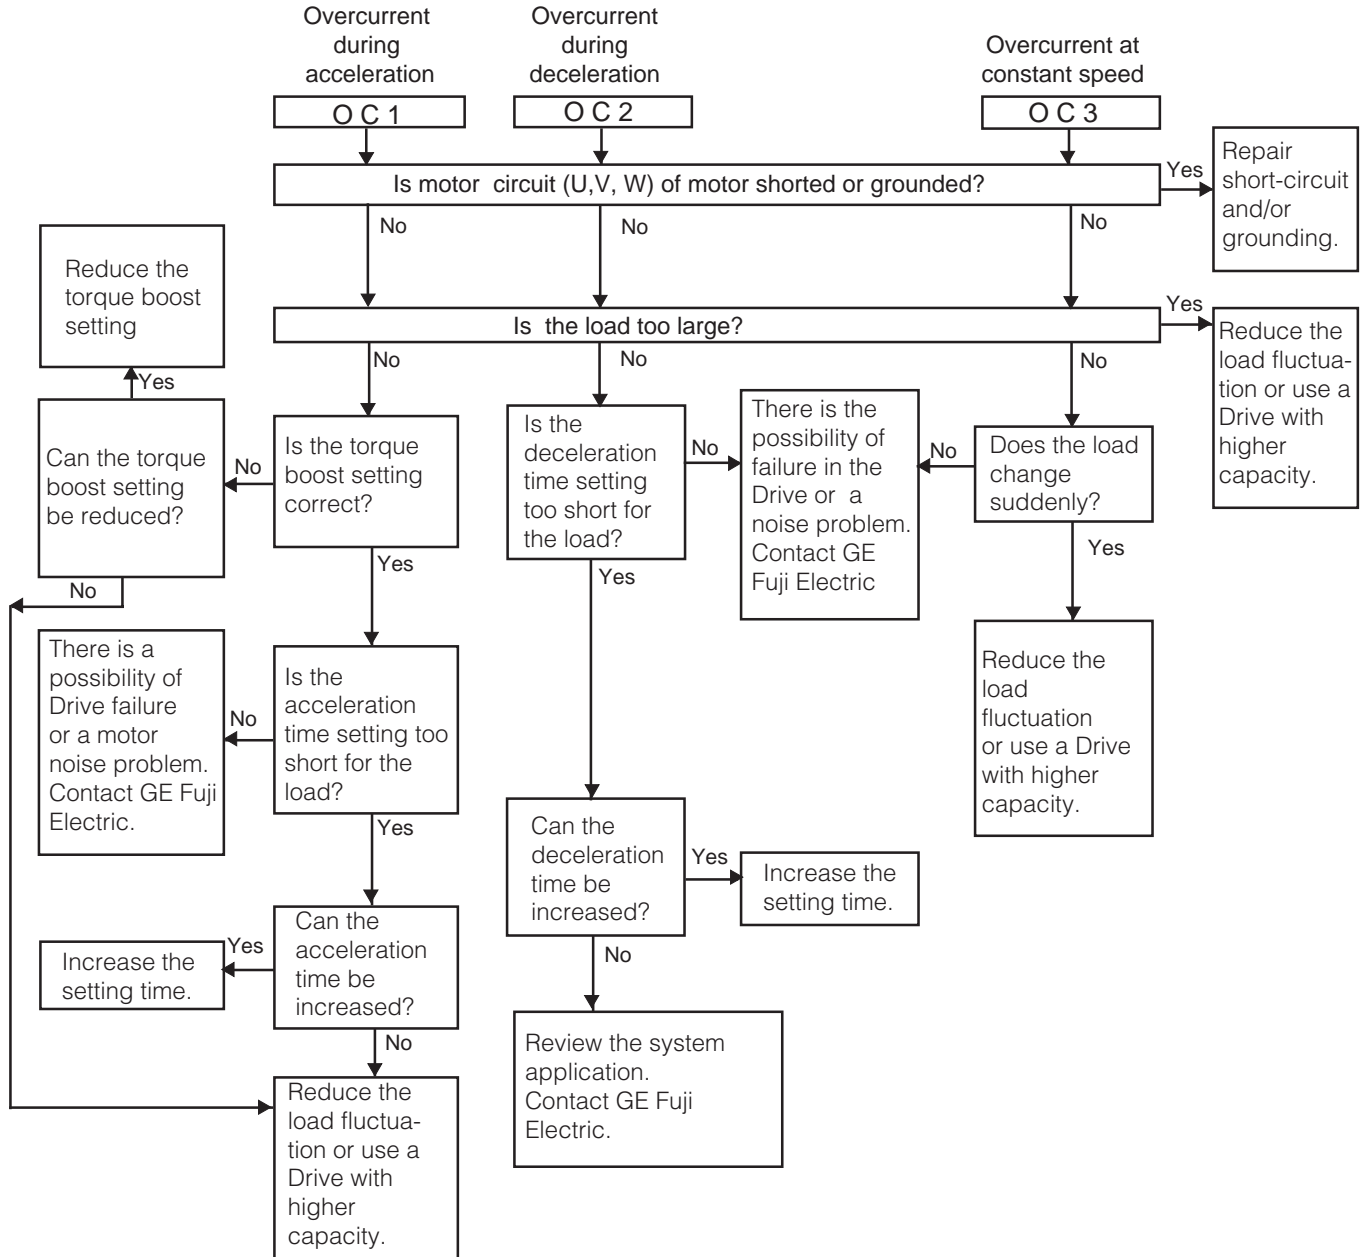 Overcurrent
during
acceleration
Overcurrent
during
deceleration
Overcurrent at
constant speed
O C 1
O C 2
O C 3
Is motor circuit (U,V, W) of motor shorted or grounded?
Yes
Repair
short-circuit
and/or
grounding.
No
No
No
Is the load too large?
Yes
Reduce the
load fluctua-
tion or use a
Drive with
higher
capacity.
No
No
No
Reduce the
torque boost
setting
Yes
Can the torque
boost setting
be reduced?
No
Is the torque
boost setting
correct?
Is the
deceleration
time setting
too short for
the load?
No
There is the
possibility of
failure in the
Drive or a
noise problem.
Contact GE
Fuji Electric
No
Does the load
change
suddenly?
No
Yes
Yes
Yes
There is a
possibility of
Drive failure
or a motor
noise problem.
Contact GE Fuji
Electric.
No
Is the
acceleration
time setting too
short for the
load?
Reduce the
load
fluctuation
or use a Drive
with higher
capacity.
Yes
Can the
deceleration
time be
increased?
Yes
Increase the
setting time.
Increase the
setting time.
Yes
Can the
acceleration
time be
increased?
No
No
Review the system
application.
Contact GE Fuji
Electric.
Reduce the
load fluctua-
tion or use a
Drive with
higher
capacity.